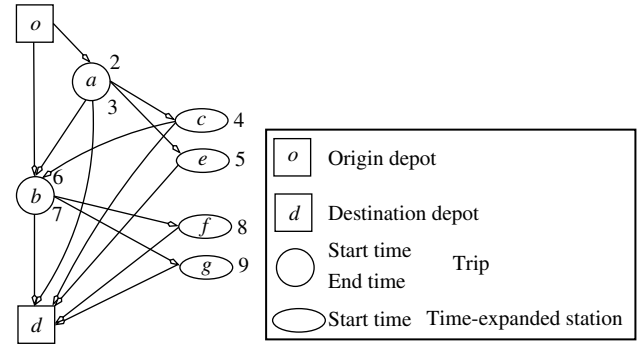 o
2
a
3
c 4
e 5
6
b
7
f 8
g 9
d
o Origin depot
d Destination depot
Start time
End time
Trip
Start time Time-expanded station